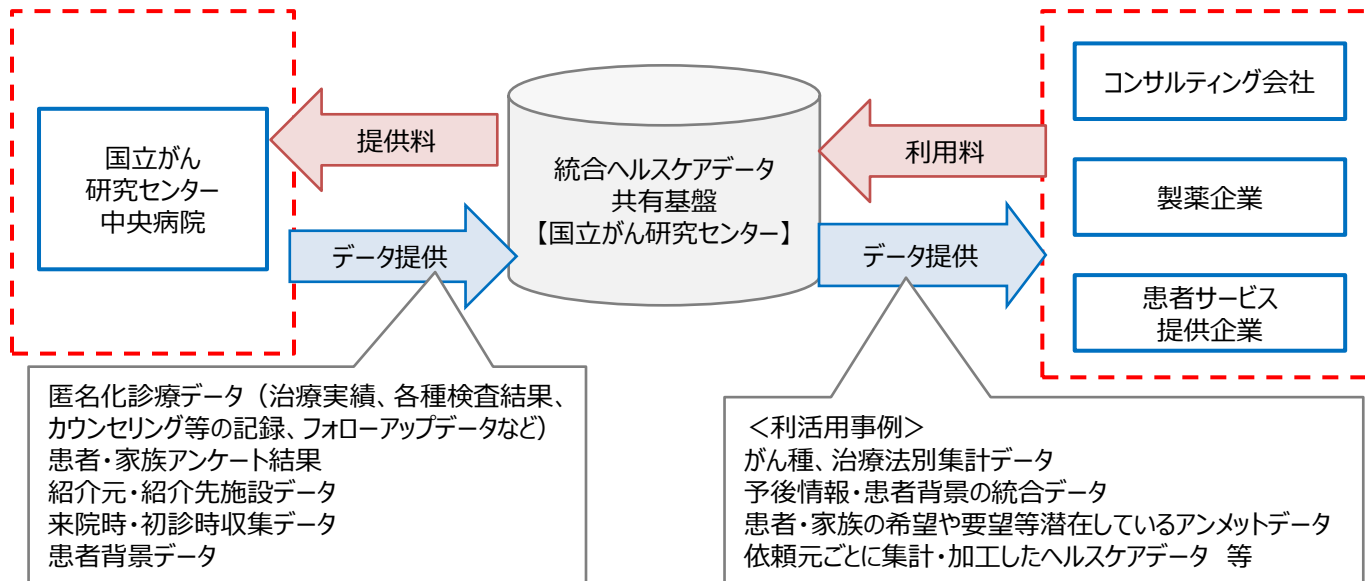 国立がん
研究センター
中央病院
提供料
データ提供
統合ヘルスケアデータ
共有基盤
【国立がん研究センター】
利用料
データ提供
コンサルティング会社
製薬企業
患者サービス
提供企業
匿名化診療データ（治療実績、各種検査結果、
カウンセリング等の記録、フォローアップデータなど）
患者・家族アンケート結果
紹介元・紹介先施設データ
来院時・初診時収集データ
患者背景データ
＜利活用事例＞
がん種、治療法別集計データ
予後情報・患者背景の統合データ
患者・家族の希望や要望等潜在しているアンメットデータ
依頼元ごとに集計・加工したヘルスケアデータ　等